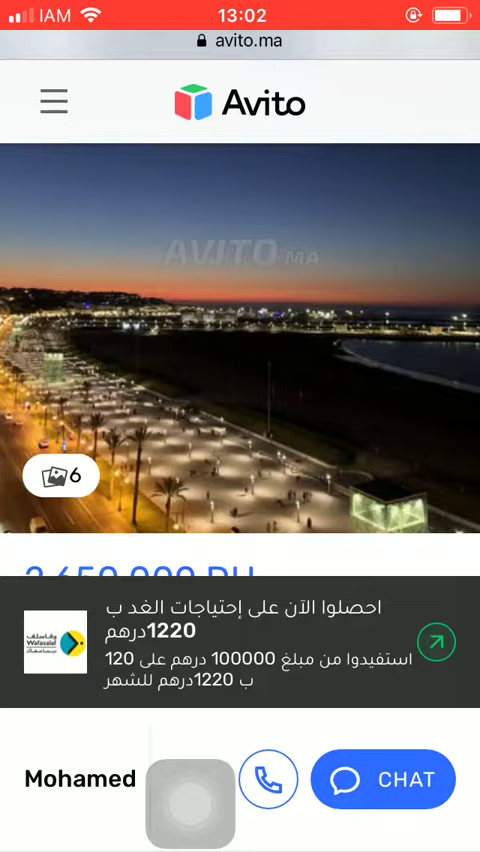 IAM
13:02
avito.ma
Avito
AVITO.MA
6
احصلوا الآن على إحتياجات الغد ب
1220درهم
استفيدوا من مبلغ 100000 درهم على 120
ب 1220درهم للشهر
وفاسلف
Wafasalaf
Mohamed
CHAT